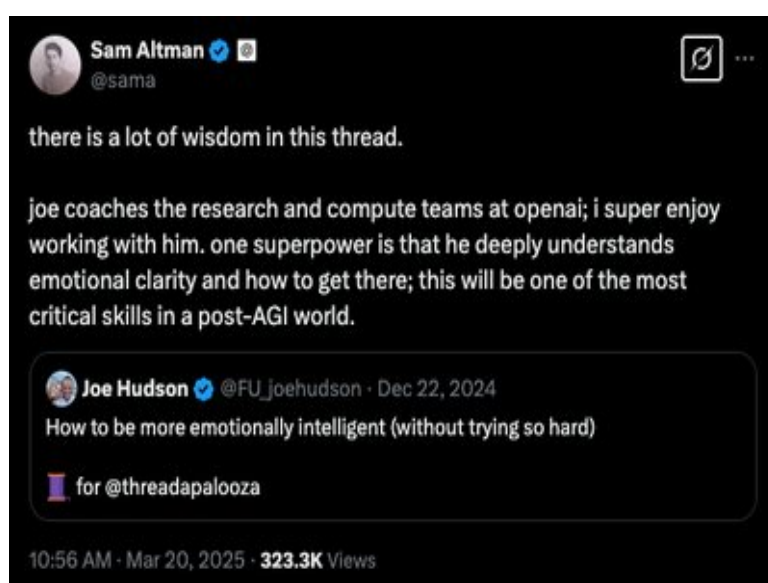 Sam Altman
@sama
there is a lot of wisdom in this thread.
joe coaches the research and compute teams at openai; i super enjoy
working with him. one superpower is that he deeply understands
emotional clarity and how to get there; this will be one of the most
critical skills in a post-AGI world.
Joe Hudson @FU_joehudson · Dec 22, 2024
How to be more emotionally intelligent (without trying so hard)
for @threadapalooza
10:56 AM · Mar 20, 2025 · 323.3K Views